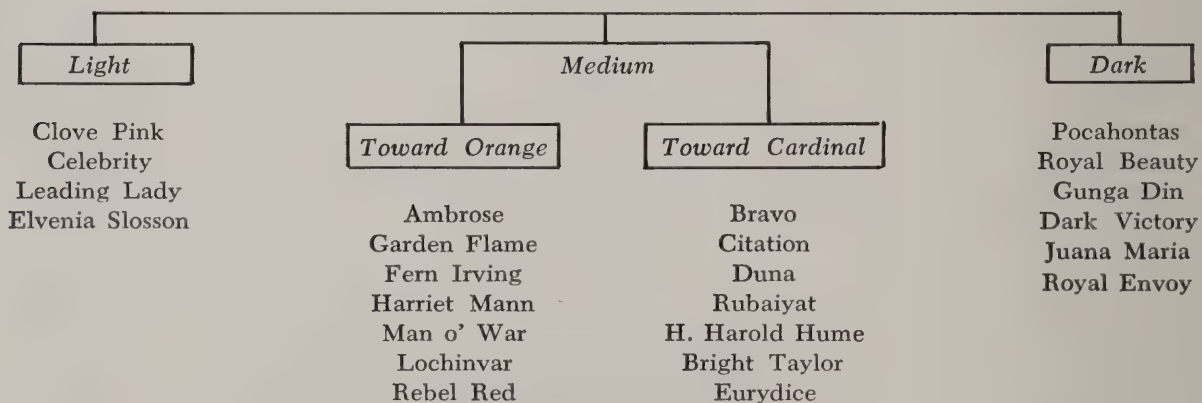 Light
Clove Pink
Celebrity
Leading Lady
Elvenia Slosson
Medium
Toward Orange
Ambrose
Garden Flame
Fern Irving
Harriet Mann
Man o' War
Lochinvar
Rebel Red
Toward Cardinal
Bravo
Citation
Duna
Rubaiyat
H. Harold Hume
Bright Taylor
Eurydice
Dark
Pocahontas
Royal Beauty
Gunga Din
Dark Victory
Juana Maria
Royal Envoy